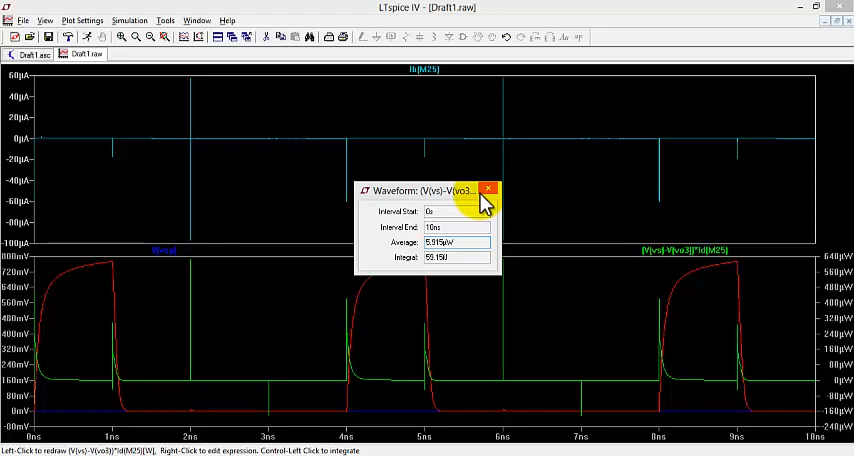 LTspice IV - [Draft1.raw]
File View Plot Settings Simulation Tools Window Help
Draft1.asc Draft1.raw
Ib(M25)
60µA
40µA
20µA
0µA
-20µA
-40µA
-60µA
-80µA
-100µA
Waveform: (V(vs)-V(vo3...
Interval Start: 0s
Interval End: 10ns
Average: 5.915µW
Integral: 59.15fJ
(V(vs)-V(vo3))*Id(M25)
800mV
720mV
640mV
560mV
480mV
400mV
320mV
240mV
160mV
80mV
0mV
-80mV
640µW
560µW
480µW
400µW
320µW
240µW
160µW
80µW
0µW
-80µW
-160µW
-240µW
0ns 1ns 2ns 3ns 4ns 5ns 6ns 7ns 8ns 9ns 10ns
Left-Click to redraw (V(vs)-V(vo3))*Id(M25)[W], Right-Click to edit expression. Control-Left Click to integrate